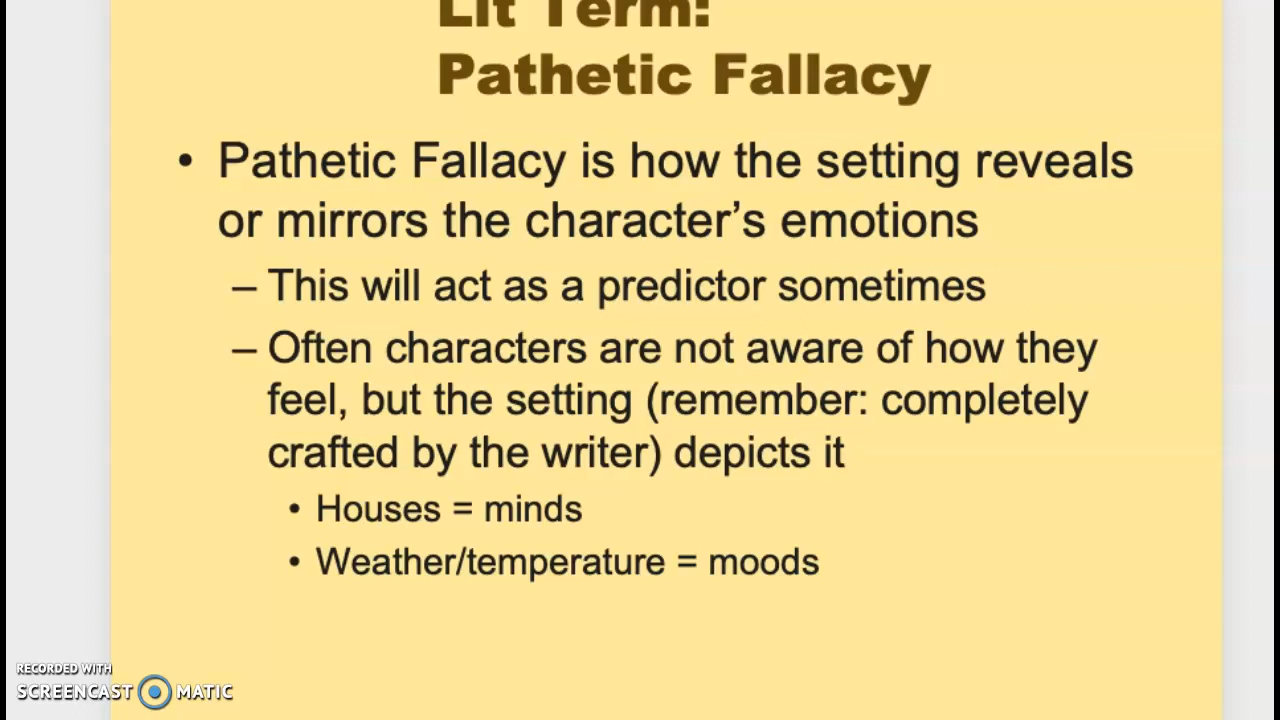 Lit Term:
Pathetic Fallacy
• Pathetic Fallacy is how the setting reveals
or mirrors the character's emotions
– This will act as a predictor sometimes
– Often characters are not aware of how they
feel, but the setting (remember: completely
crafted by the writer) depicts it
• Houses = minds
• Weather/temperature = moods
RECORDED WITH
SCREENCAST MATIC